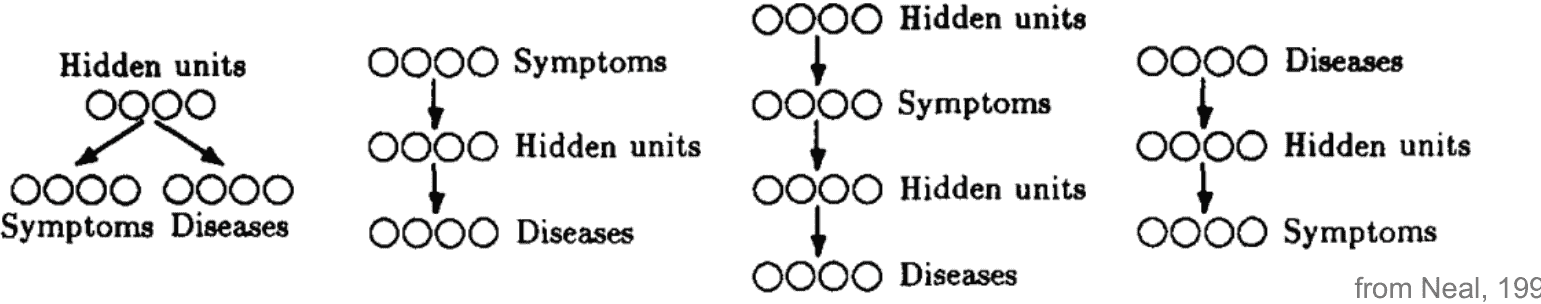 Hidden units
Symptoms Diseases
Symptoms
Hidden units
Diseases
Hidden units
Symptoms
Hidden units
Diseases
Diseases
Hidden units
Symptoms
from Neal, 199